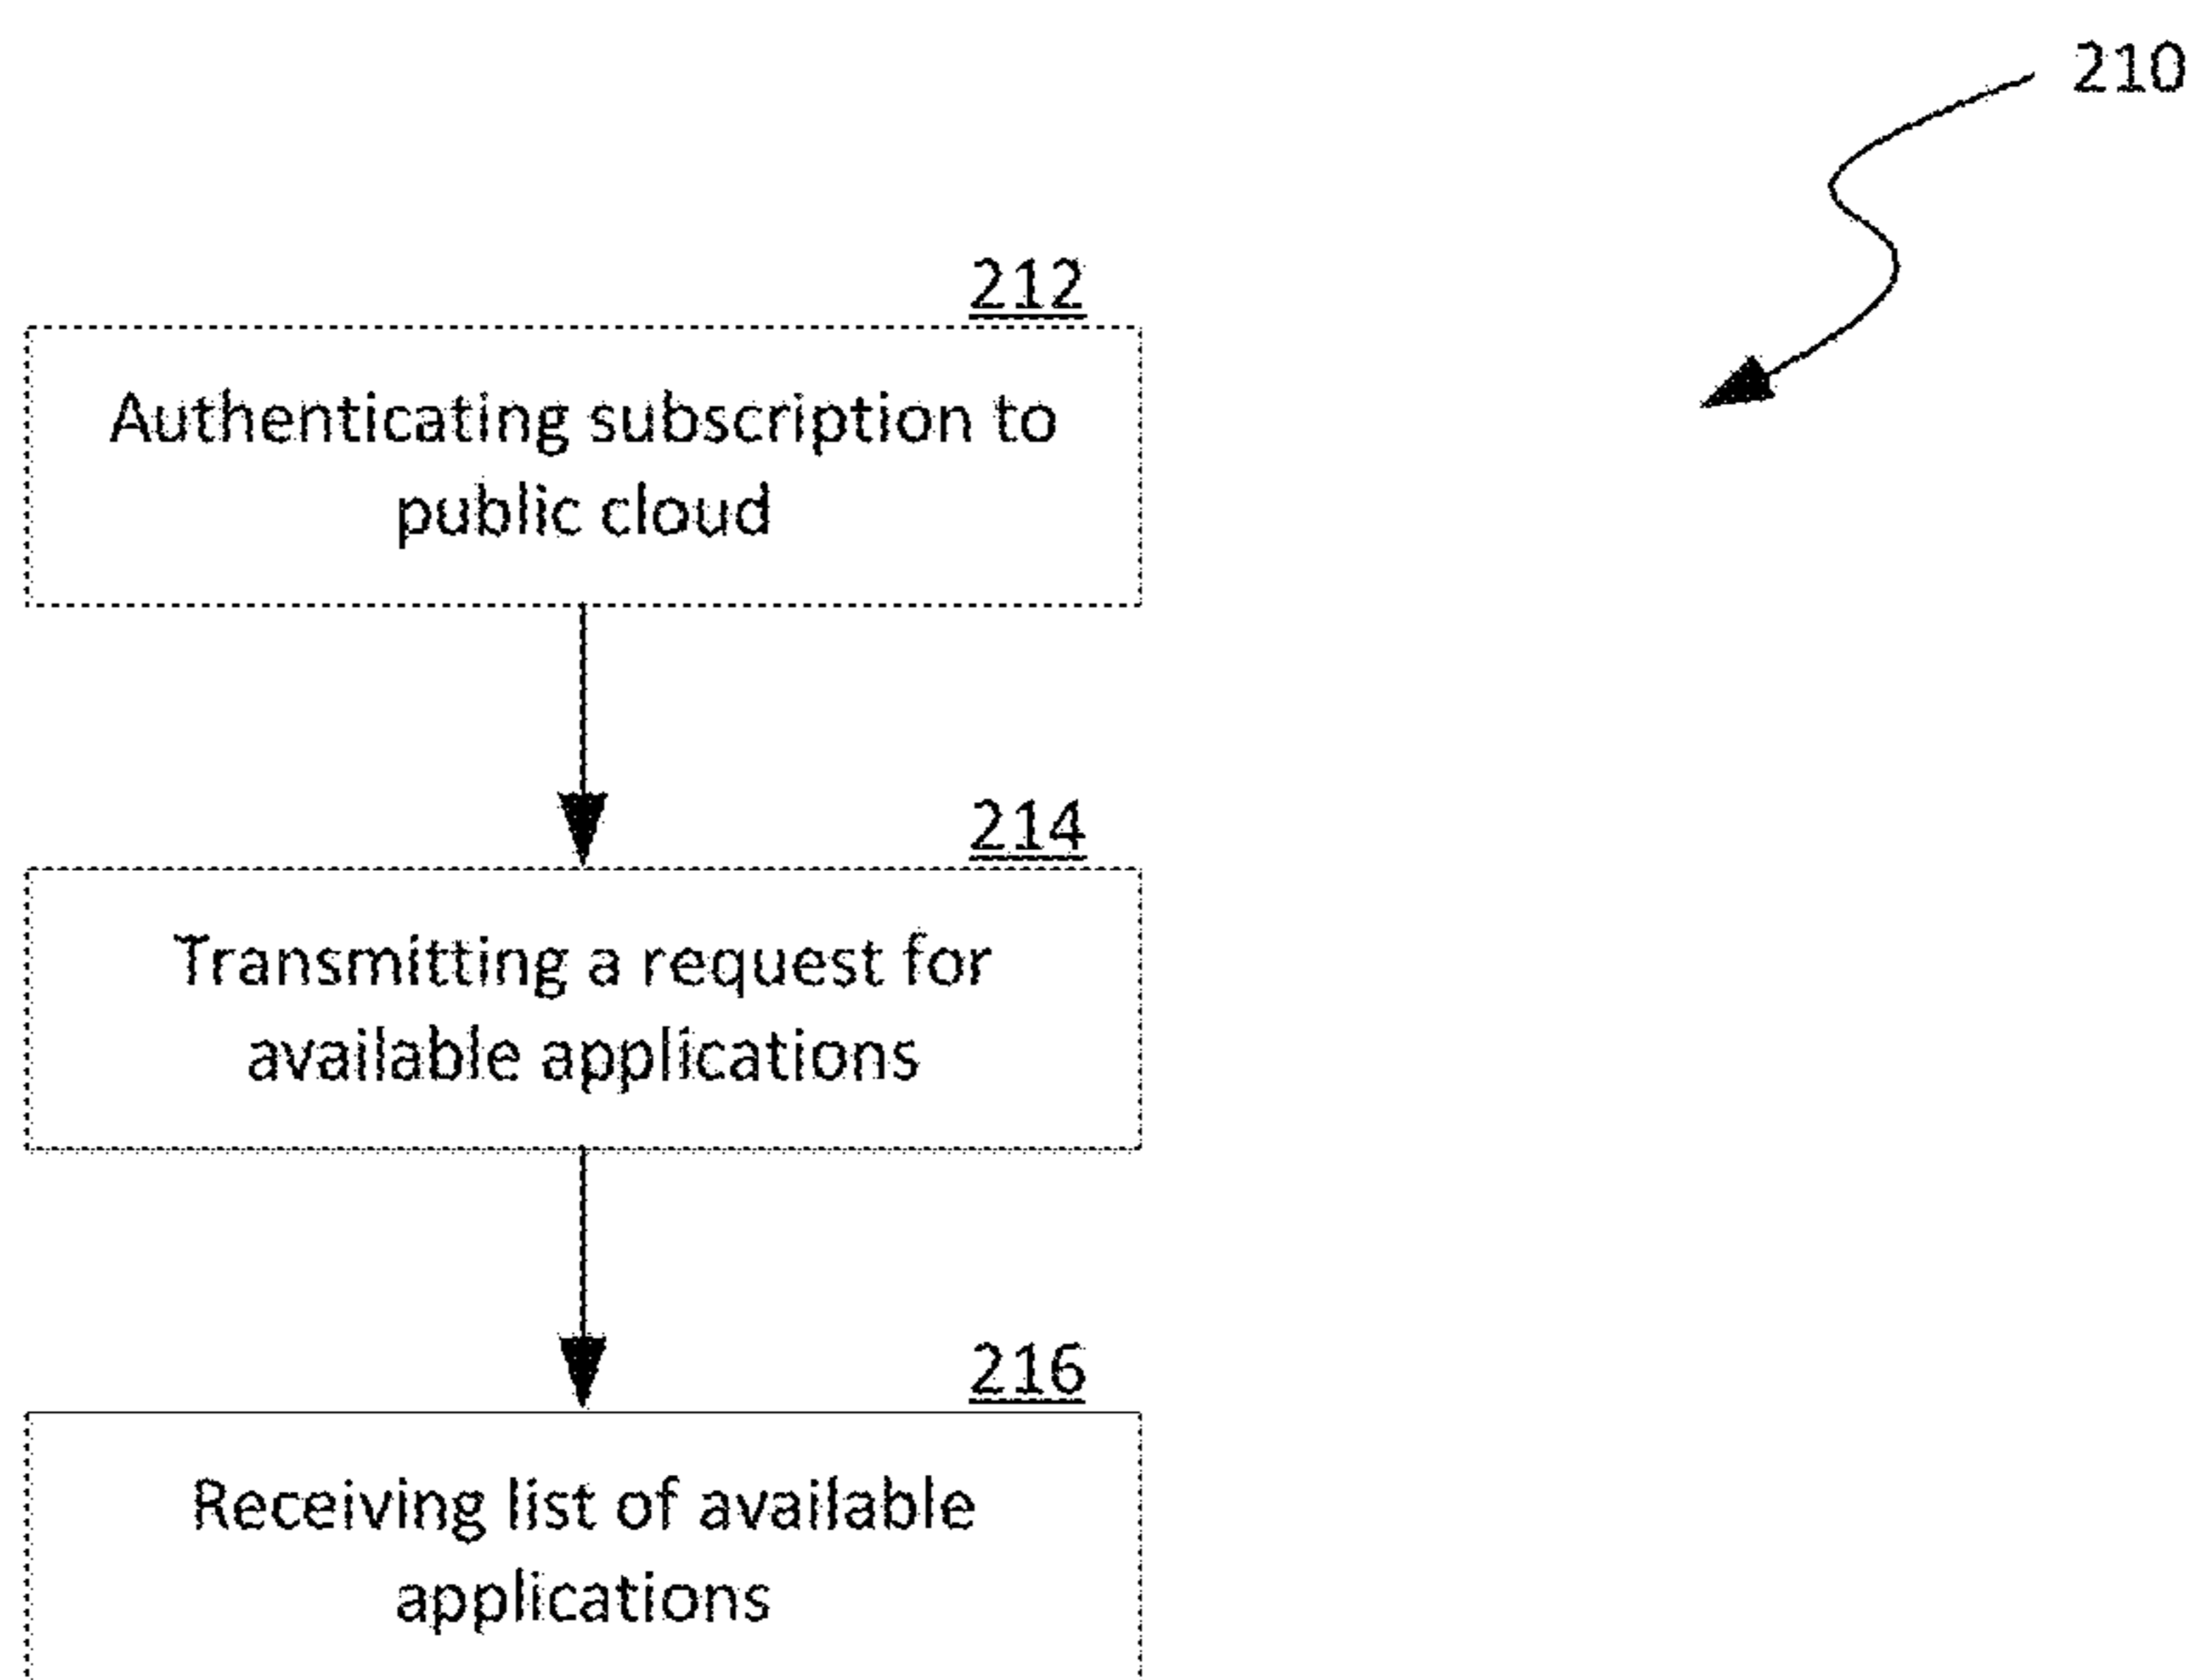 210
212
Authenticating subscription to
public cloud
214
Transmitting a request for
available applications
216
Receiving list of available
applications